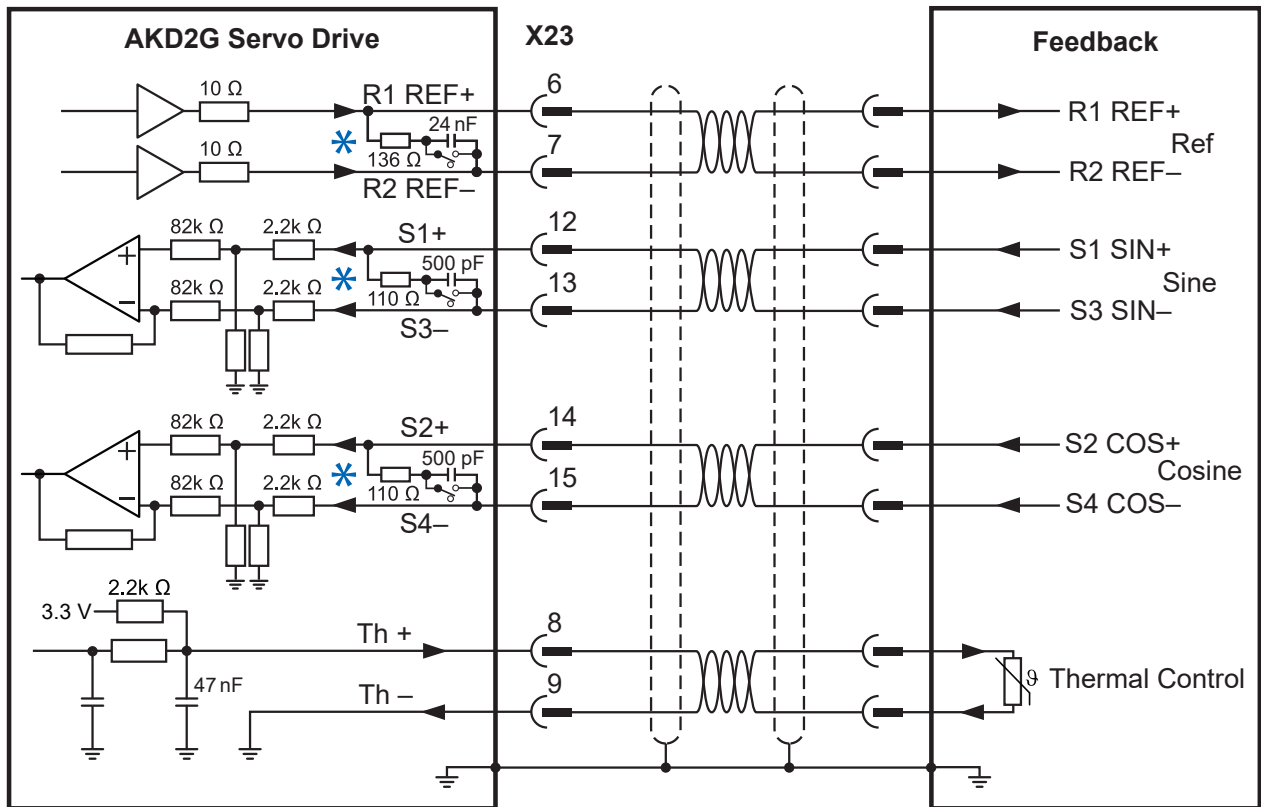 AKD2G Servo Drive
X23
Feedback
10 Ω
R1 REF+
6
R1 REF+
24 nF
*
136 Ω
Ref
10 Ω
R2 REF–
7
R2 REF–
82k Ω
2.2k Ω
S1+
12
S1 SIN+
+
500 pF
*
110 Ω
Sine
–
82k Ω
2.2k Ω
S3–
13
S3 SIN–
82k Ω
2.2k Ω
S2+
14
S2 COS+
+
500 pF
*
110 Ω
Cosine
–
82k Ω
2.2k Ω
S4–
15
S4 COS–
2.2k Ω
3.3 V
Th +
8
47 nF
ϑ
Thermal Control
Th –
9